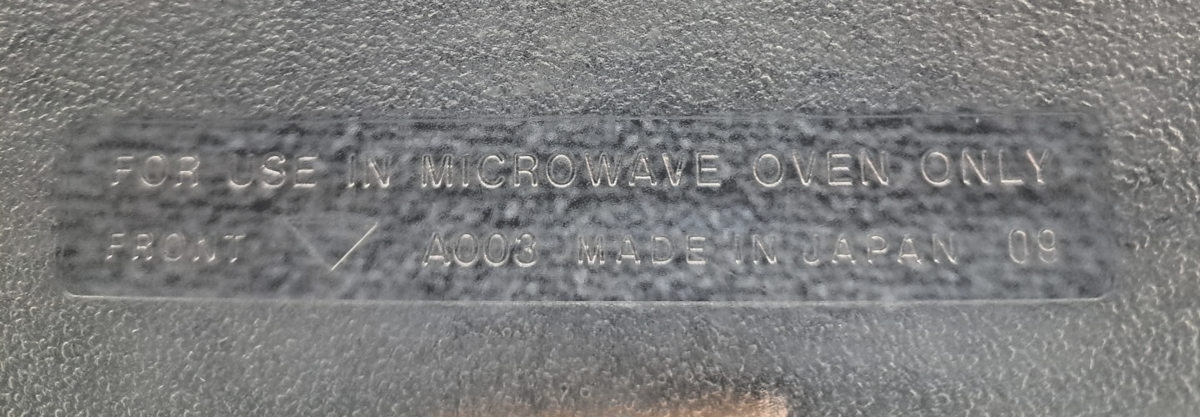 FOR USE IN MICROWAVE OVEN ONLY
FRONT A003 MADE IN JAPAN 09